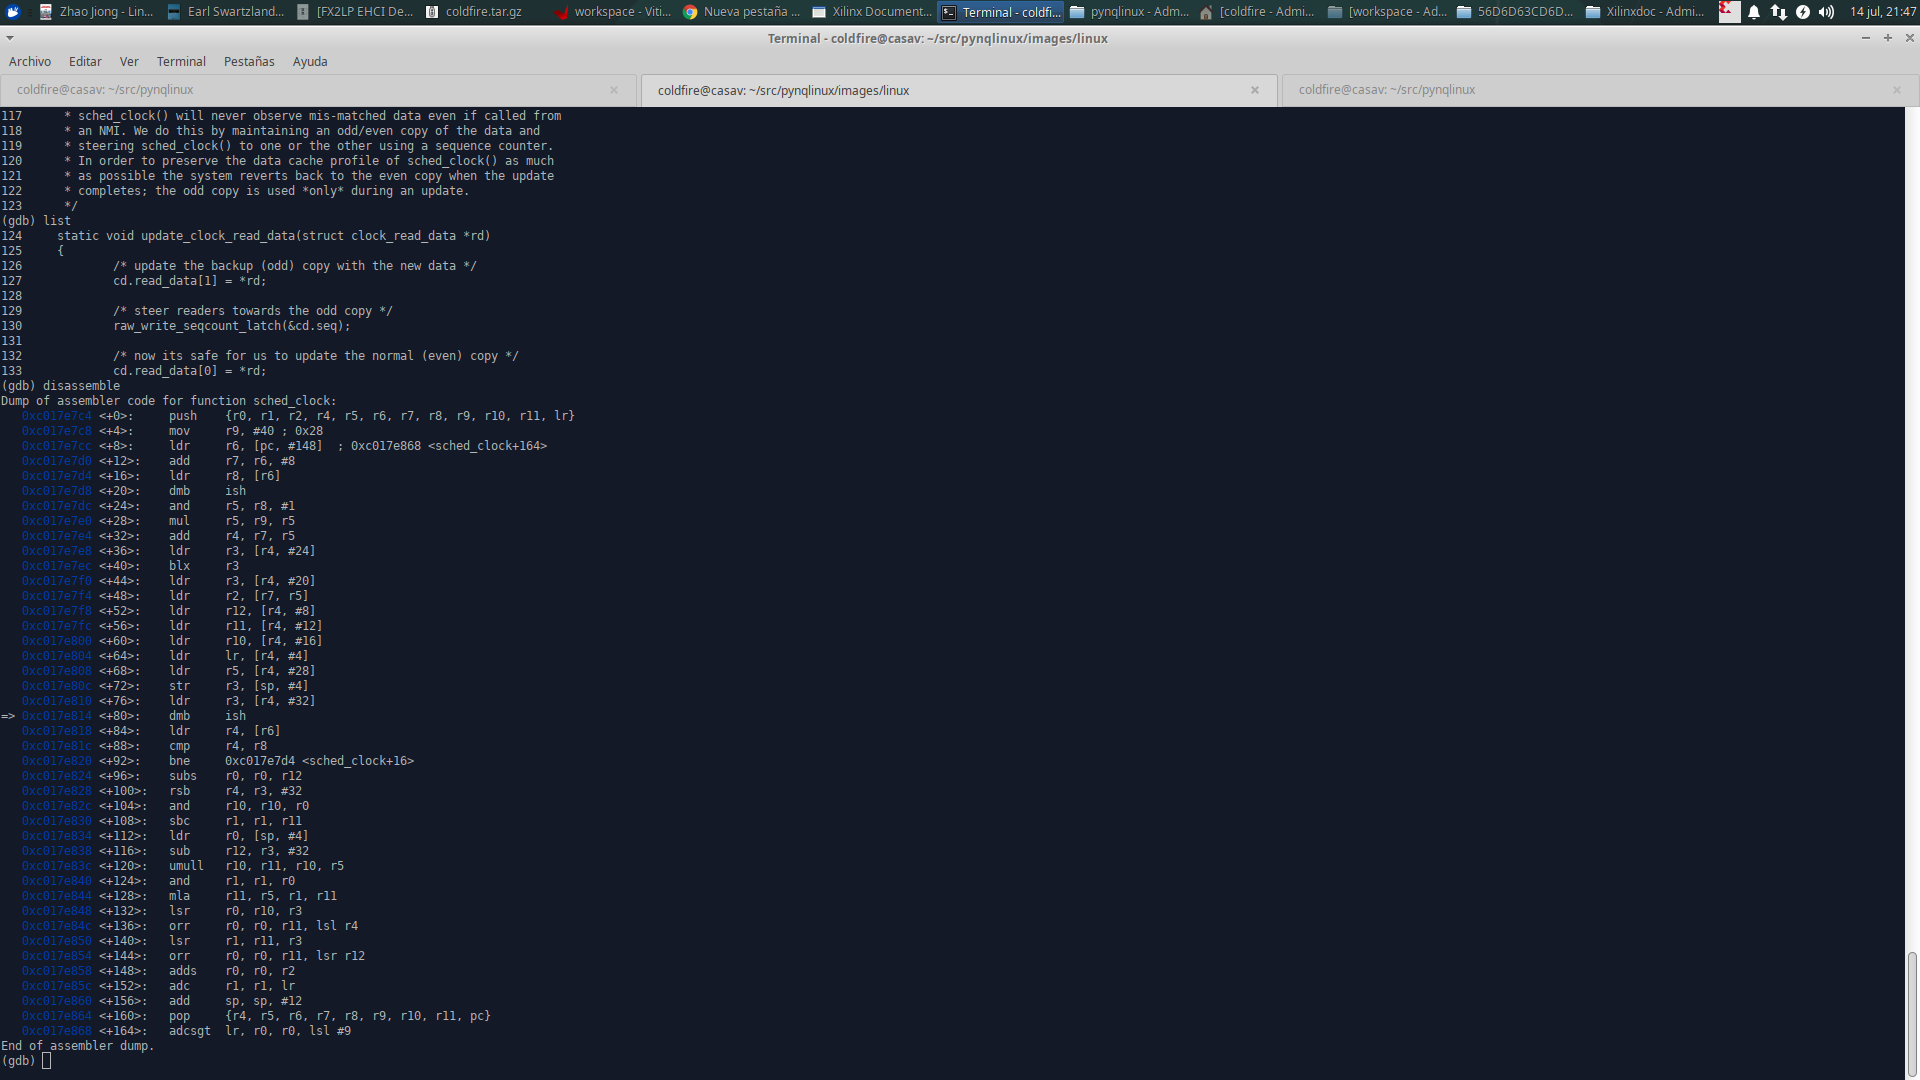 Zhao Jiong - Lin...
Earl Swartzland...
[FX2LP EHCI De...
coldfire.tar.gz
workspace - Viti...
Nueva pestaña ...
Xilinx Document...
Terminal - coldfi...
pynqlinux - Adm...
[coldfire - Admi...
[workspace - Ad...
56D6D63CD6D...
Xilinxdoc - Admi...
14 jul, 21:47
Terminal - coldfire@casav: ~/src/pynqlinux/images/linux
Archivo Editar Ver Terminal Pestañas Ayuda
coldfire@casav: ~/src/pynqlinux
coldfire@casav: ~/src/pynqlinux/images/linux
coldfire@casav: ~/src/pynqlinux
117      * sched_clock() will never observe mis-matched data even if called from
118      * an NMI. We do this by maintaining an odd/even copy of the data and
119      * steering sched_clock() to one or the other using a sequence counter.
120      * In order to preserve the data cache profile of sched_clock() as much
121      * as possible the system reverts back to the even copy when the update
122      * completes; the odd copy is used *only* during an update.
123      */
(gdb) list
124     static void update_clock_read_data(struct clock_read_data *rd)
125     {
126             /* update the backup (odd) copy with the new data */
127             cd.read_data[1] = *rd;
128
129             /* steer readers towards the odd copy */
130             raw_write_seqcount_latch(&cd.seq);
131
132             /* now its safe for us to update the normal (even) copy */
133             cd.read_data[0] = *rd;
(gdb) disassemble
Dump of assembler code for function sched_clock:
   0xc017e7c4 <+0>:     push    {r0, r1, r2, r4, r5, r6, r7, r8, r9, r10, r11, lr}
   0xc017e7c8 <+4>:     mov     r9, #40 ; 0x28
   0xc017e7cc <+8>:     ldr     r6, [pc, #148]  ; 0xc017e868 <sched_clock+164>
   0xc017e7d0 <+12>:    add     r7, r6, #8
   0xc017e7d4 <+16>:    ldr     r8, [r6]
   0xc017e7d8 <+20>:    dmb     ish
   0xc017e7dc <+24>:    and     r5, r8, #1
   0xc017e7e0 <+28>:    mul     r5, r9, r5
   0xc017e7e4 <+32>:    add     r4, r7, r5
   0xc017e7e8 <+36>:    ldr     r3, [r4, #24]
   0xc017e7ec <+40>:    blx     r3
   0xc017e7f0 <+44>:    ldr     r3, [r4, #20]
   0xc017e7f4 <+48>:    ldr     r2, [r7, r5]
   0xc017e7f8 <+52>:    ldr     r12, [r4, #8]
   0xc017e7fc <+56>:    ldr     r11, [r4, #12]
   0xc017e800 <+60>:    ldr     r10, [r4, #16]
   0xc017e804 <+64>:    ldr     lr, [r4, #4]
   0xc017e808 <+68>:    ldr     r5, [r4, #28]
   0xc017e80c <+72>:    str     r3, [sp, #4]
   0xc017e810 <+76>:    ldr     r3, [r4, #32]
=> 0xc017e814 <+80>:    dmb     ish
   0xc017e818 <+84>:    ldr     r4, [r6]
   0xc017e81c <+88>:    cmp     r4, r8
   0xc017e820 <+92>:    bne     0xc017e7d4 <sched_clock+16>
   0xc017e824 <+96>:    subs    r0, r0, r12
   0xc017e828 <+100>:   rsb     r4, r3, #32
   0xc017e82c <+104>:   and     r10, r10, r0
   0xc017e830 <+108>:   sbc     r1, r1, r11
   0xc017e834 <+112>:   ldr     r0, [sp, #4]
   0xc017e838 <+116>:   sub     r12, r3, #32
   0xc017e83c <+120>:   umull   r10, r11, r10, r5
   0xc017e840 <+124>:   and     r1, r1, r0
   0xc017e844 <+128>:   mla     r11, r5, r1, r11
   0xc017e848 <+132>:   lsr     r0, r10, r3
   0xc017e84c <+136>:   orr     r0, r0, r11, lsl r4
   0xc017e850 <+140>:   lsr     r1, r11, r3
   0xc017e854 <+144>:   orr     r0, r0, r11, lsr r12
   0xc017e858 <+148>:   adds    r0, r0, r2
   0xc017e85c <+152>:   adc     r1, r1, lr
   0xc017e860 <+156>:   add     sp, sp, #12
   0xc017e864 <+160>:   pop     {r4, r5, r6, r7, r8, r9, r10, r11, pc}
   0xc017e868 <+164>:   adcsgt  lr, r0, r0, lsl #9
End of assembler dump.
(gdb)